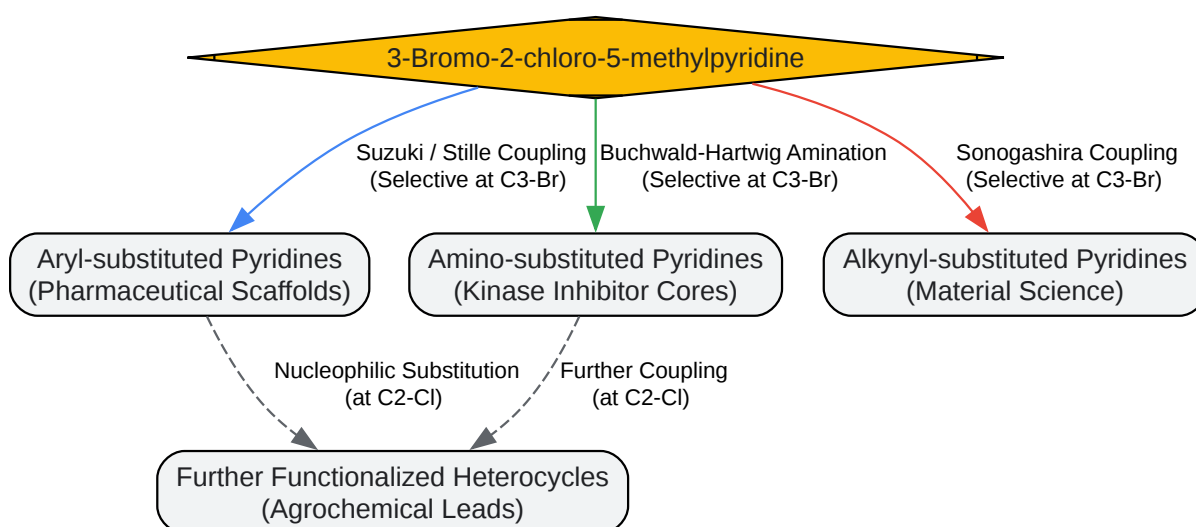 3-Bromo-2-chloro-5-methylpyridine
Suzuki / Stille Coupling
(Selective at C3-Br)
Buchwald-Hartwig Amination
(Selective at C3-Br)
Sonogashira Coupling
(Selective at C3-Br)
Aryl-substituted Pyridines
(Pharmaceutical Scaffolds)
Amino-substituted Pyridines
(Kinase Inhibitor Cores)
Alkynyl-substituted Pyridines
(Material Science)
Nucleophilic Substitution
(at C2-Cl)
Further Coupling
(at C2-Cl)
Further Functionalized Heterocycles
(Agrochemical Leads)